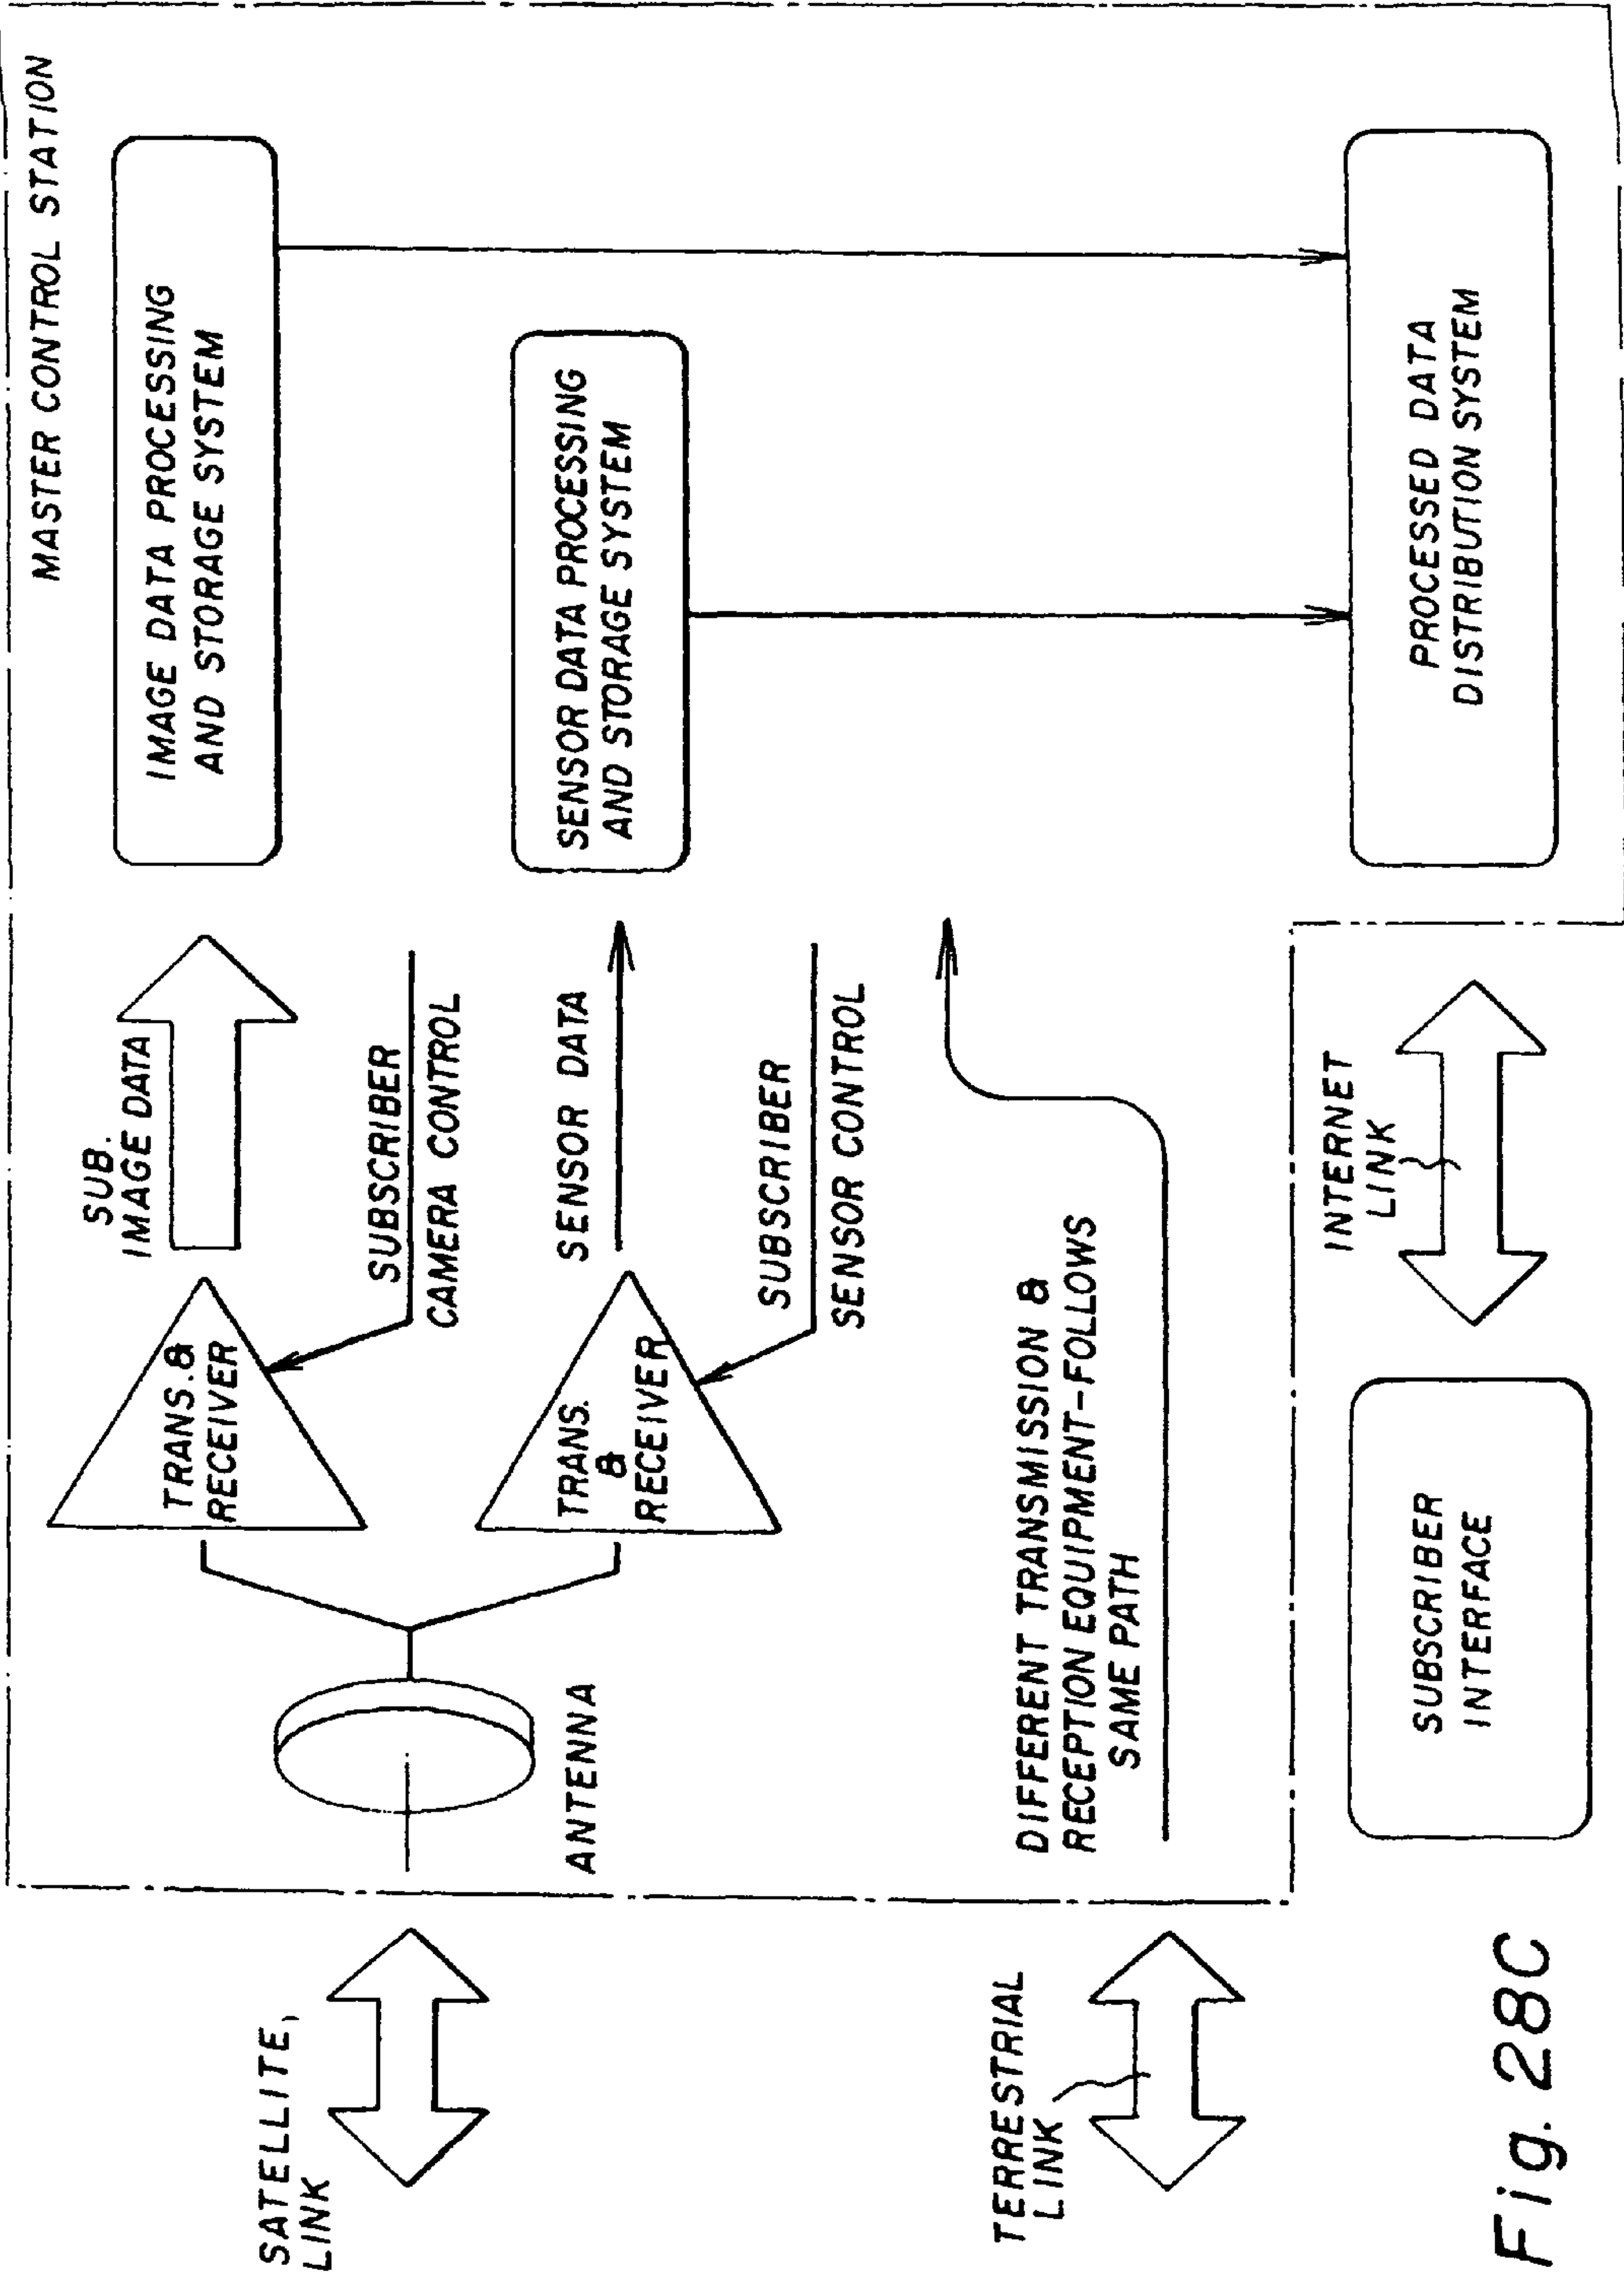 MASTER CONTROL STATION
SATELLITE,
LINK
ANTENNA
TRANS. &
RECEIVER
SUB.
IMAGE DATA
SUBSCRIBER
CAMERA CONTROL
IMAGE DATA PROCESSING
AND STORAGE SYSTEM
TRANS.
&
RECEIVER
SENSOR DATA
SUBSCRIBER
SENSOR CONTROL
SENSOR DATA PROCESSING
AND STORAGE SYSTEM
TERRESTRIAL
LINK
DIFFERENT TRANSMISSION &
RECEPTION EQUIPMENT-FOLLOWS
SAME PATH
SUBSCRIBER
INTERFACE
INTERNET
LINK
PROCESSED DATA
DISTRIBUTION SYSTEM
Fig. 28C